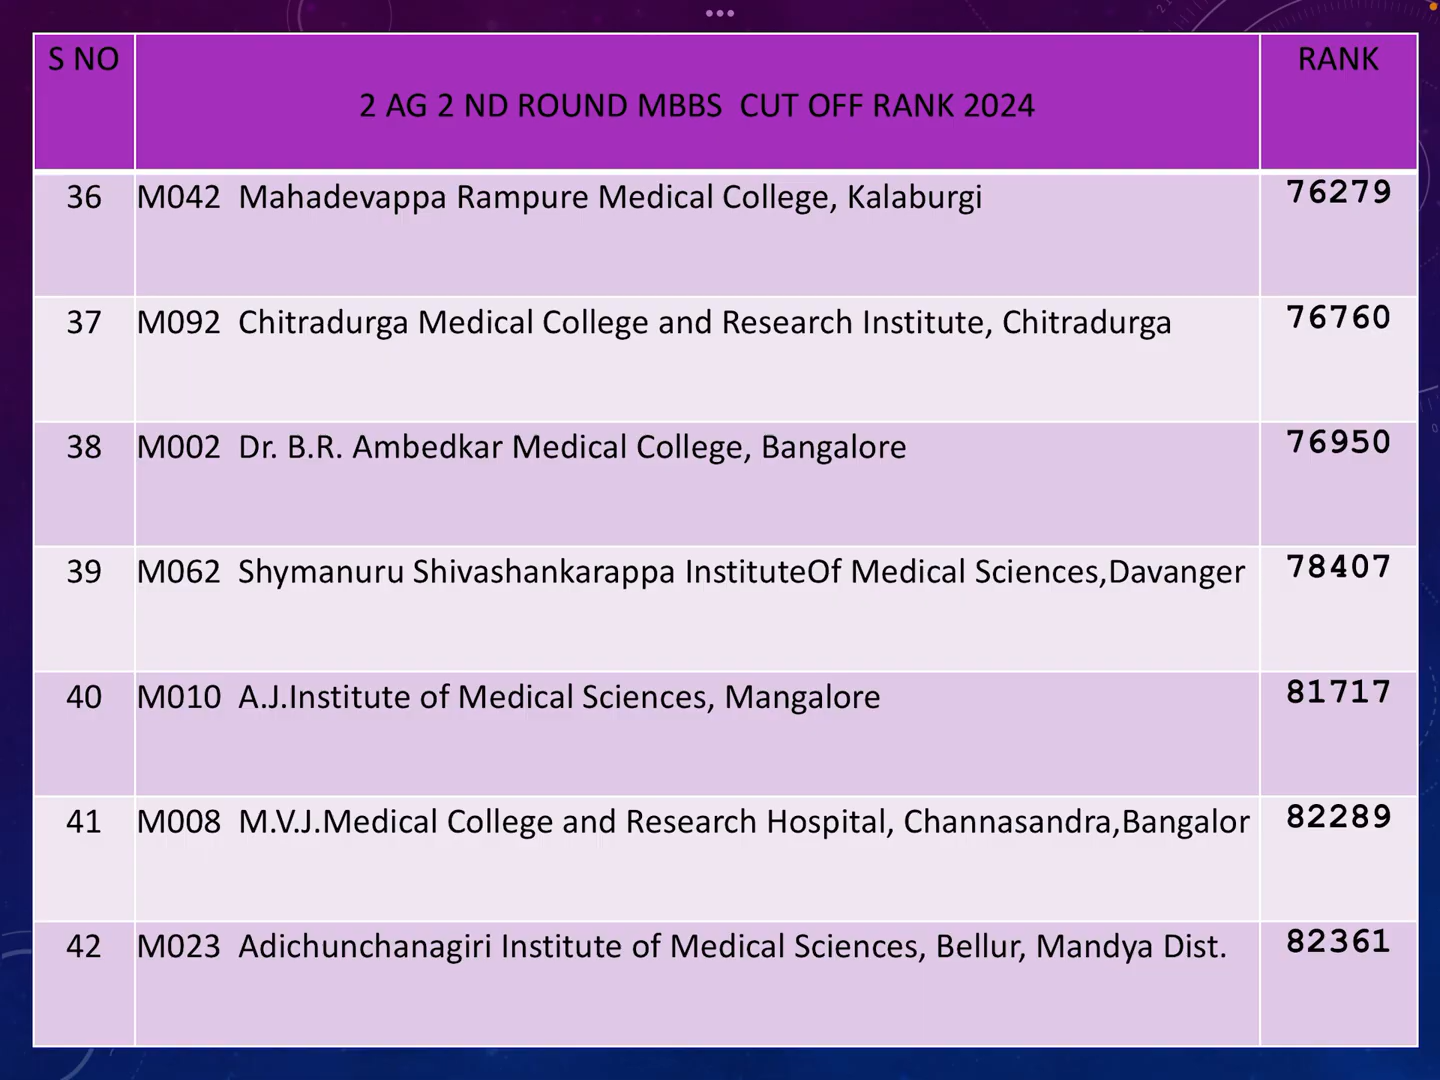 S NO
2 AG 2 ND ROUND MBBS  CUT OFF RANK 2024
RANK
36 M042 Mahadevappa Rampure Medical College, Kalaburgi 76279
37 M092 Chitradurga Medical College and Research Institute, Chitradurga 76760
38 M002 Dr. B.R. Ambedkar Medical College, Bangalore 76950
39 M062 Shymanuru Shivashankarappa InstituteOf Medical Sciences,Davanger 78407
40 M010 A.J.Institute of Medical Sciences, Mangalore 81717
41 M008 M.V.J.Medical College and Research Hospital, Channasandra,Bangalor 82289
42 M023 Adichunchanagiri Institute of Medical Sciences, Bellur, Mandya Dist. 82361